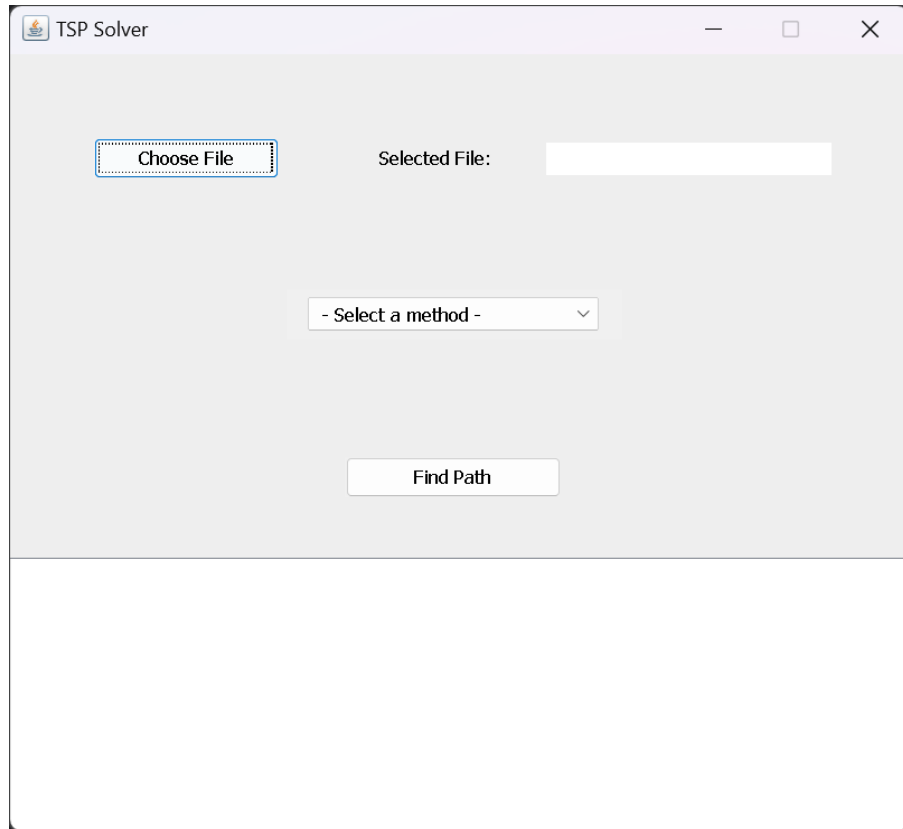 TSP Solver
Choose File
Selected File:
- Select a method -
Find Path